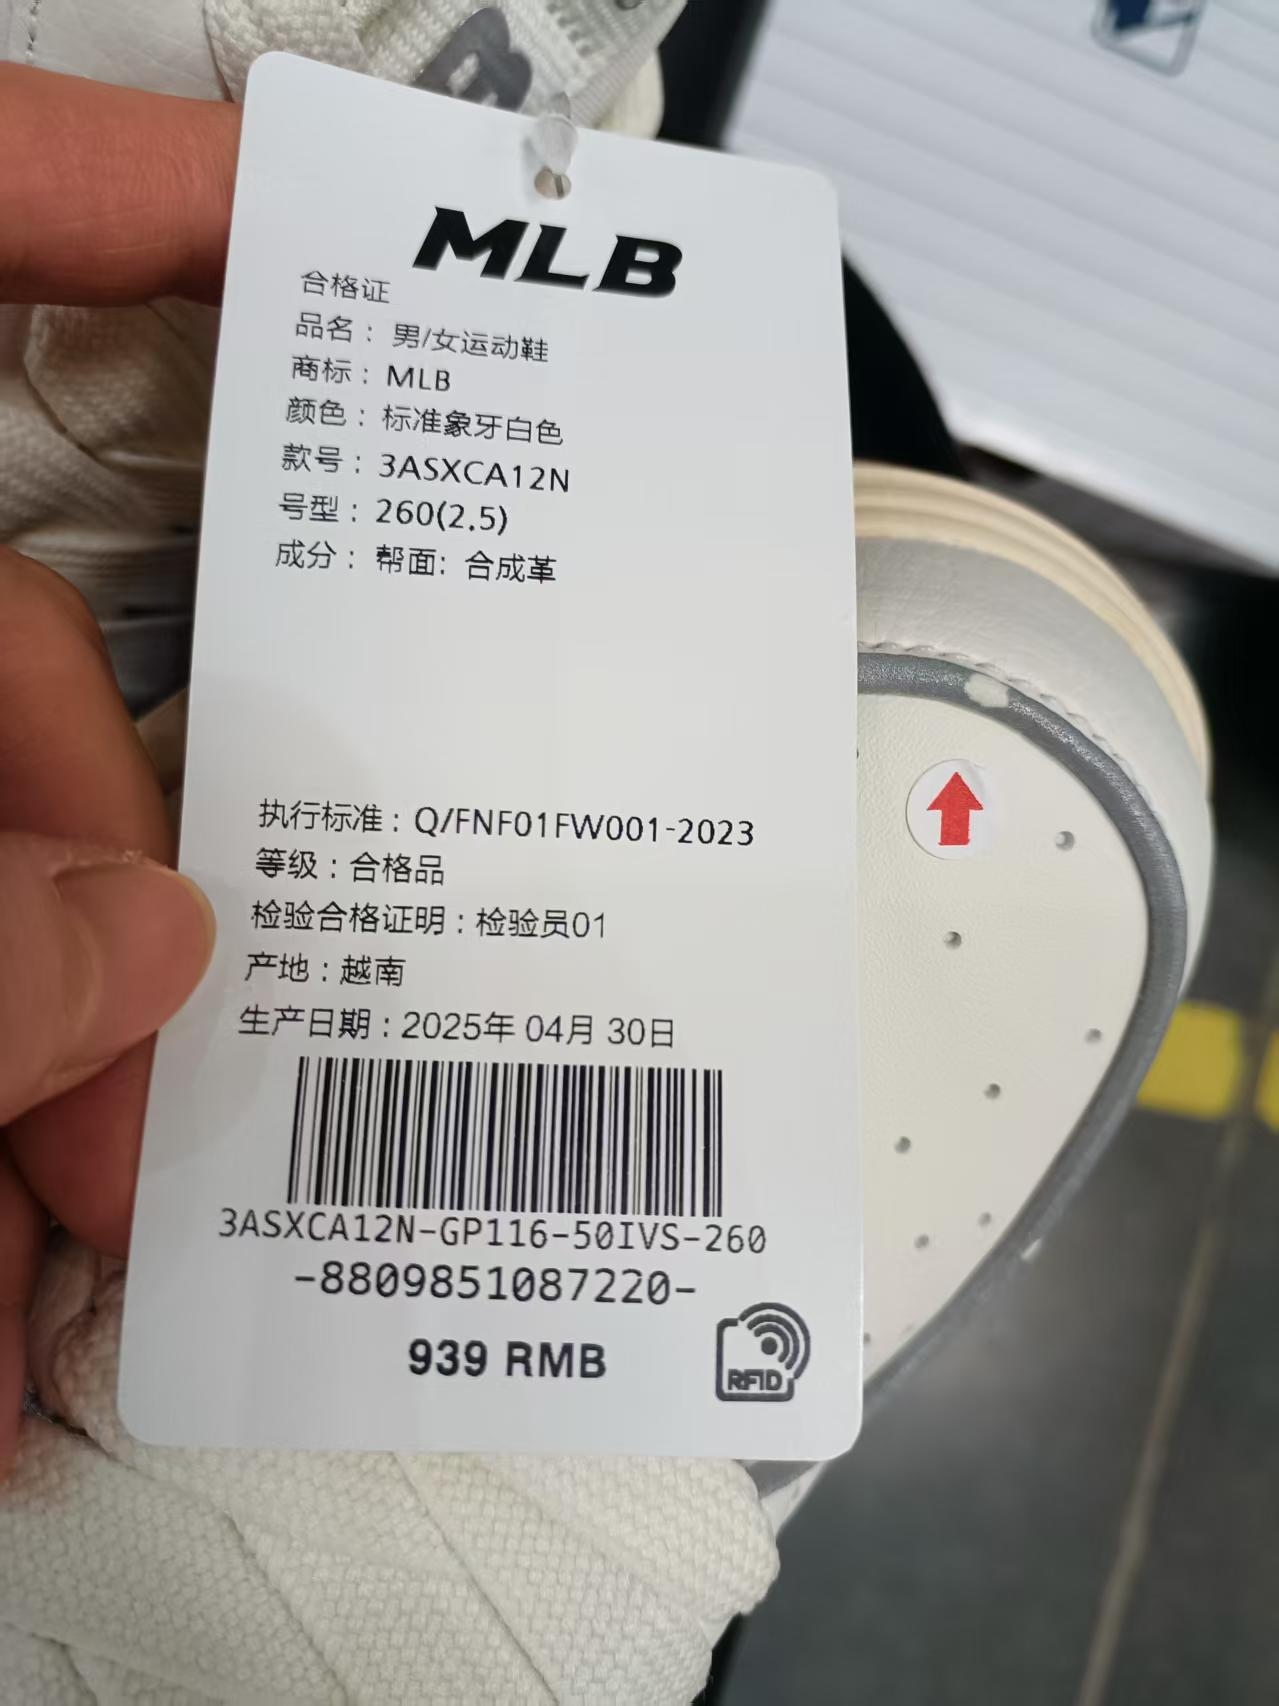 MLB
合格证
品名：男/女运动鞋
商标：MLB
颜色：标准象牙白色
款号：3ASXCA12N
号型：260(2.5)
成分：帮面：合成革
执行标准：Q/FNF01FW001-2023
等级：合格品
检验合格证明：检验员01
产地：越南
生产日期：2025年 04月 30日
3ASXCA12N-GP116-50IVS-260
-8809851087220-
939 RMB
RFID